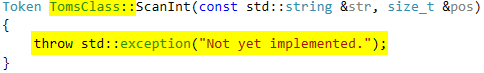 Token TomsClass::ScanInt(const std::string &str, size_t &pos)
{
    throw std::exception("Not yet implemented.");
}